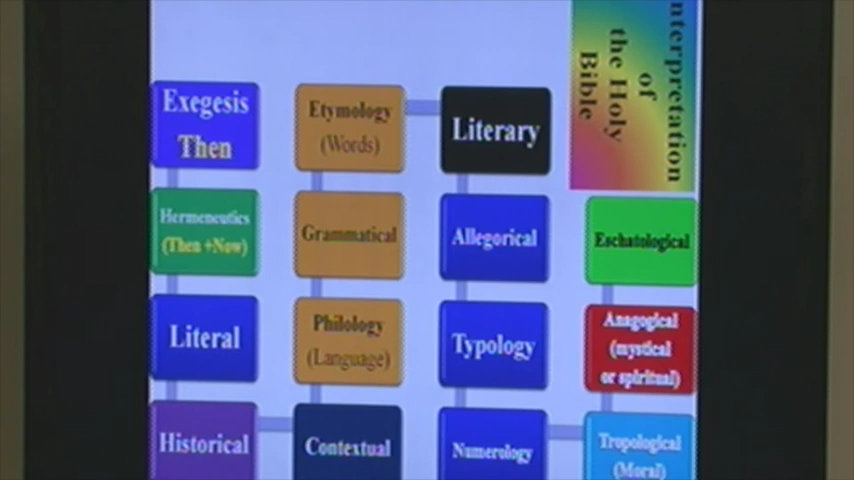 Exegesis
Then
Hermeneutics
(Then +Now)
Literal
Historical
Contextual
Philology
(Language)
Grammatical
Etymology
(Words)
Literary
Allegorical
Typology
Numerology
Tropological
(Moral)
Anagogical
(mystical
or spiritual)
Eschatological
nterpretation
of
the Holy
Bible